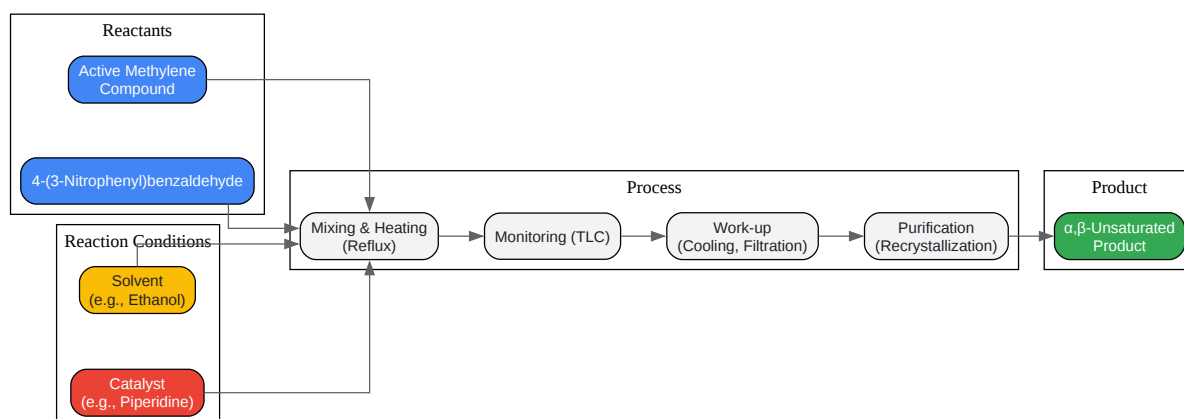 Reactants
Active Methylene
Compound
4-(3-Nitrophenyl)benzaldehyde
Reaction Conditions
Solvent
(e.g., Ethanol)
Catalyst
(e.g., Piperidine)
Process
Mixing & Heating
(Reflux)
Monitoring (TLC)
Work-up
(Cooling, Filtration)
Purification
(Recrystallization)
Product
α,β-Unsaturated
Product